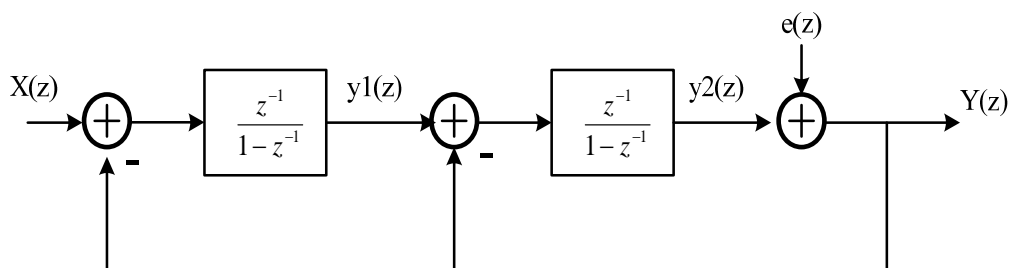 e(z)
X(z)
y1(z)
y2(z)
Y(z)
+
z^{-1}
1 − z^{-1}
+
z^{-1}
1 − z^{-1}
+
-
-